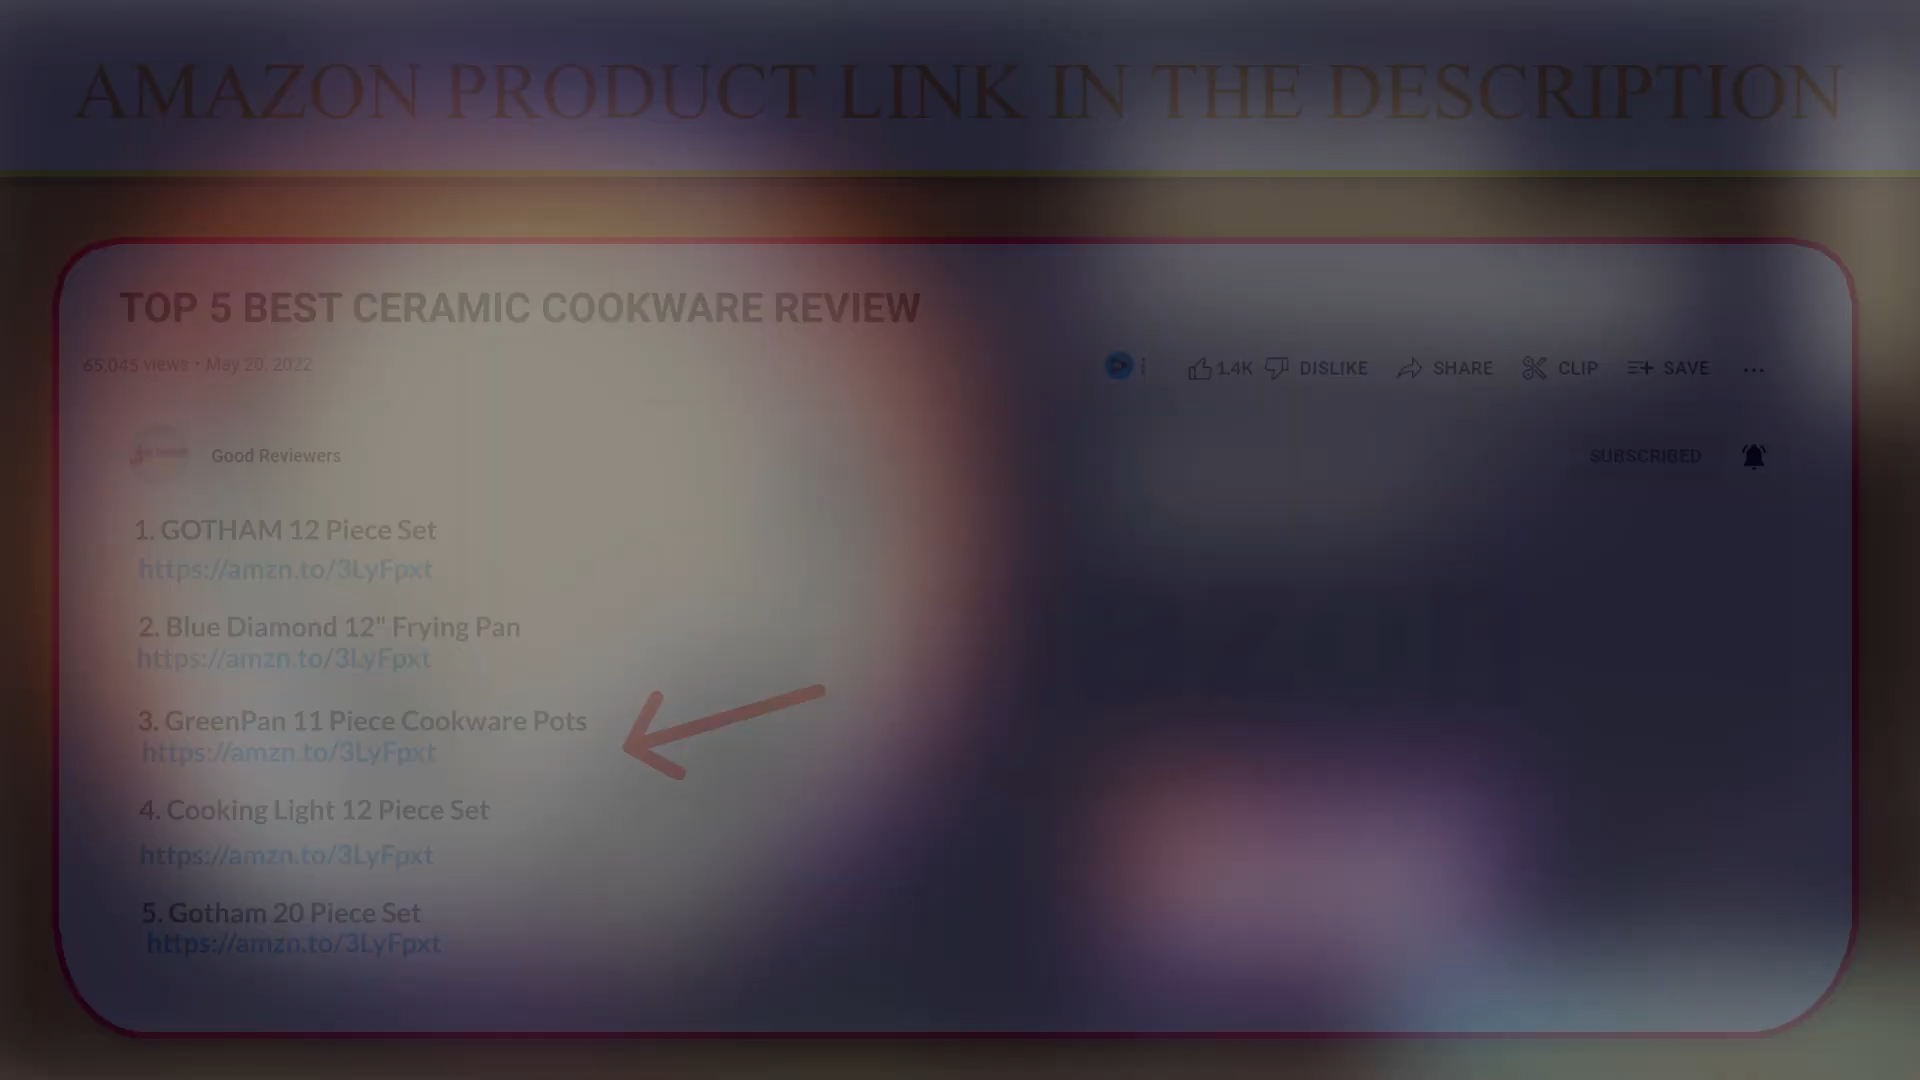 AMAZON PRODUCT LINK IN THE DESCRIPTION
TOP 5 BEST CERAMIC COOKWARE REVIEW
65,045 views • May 20, 2022
1.4K DISLIKE SHARE CLIP SAVE ...
Good Reviewers
SUBSCRIBED
1. GOTHAM 12 Piece Set
https://amzn.to/3LyFpxt
2. Blue Diamond 12" Frying Pan
https://amzn.to/3LyFpxt
3. GreenPan 11 Piece Cookware Pots
https://amzn.to/3LyFpxt
4. Cooking Light 12 Piece Set
https://amzn.to/3LyFpxt
5. Gotham 20 Piece Set
https://amzn.to/3LyFpxt